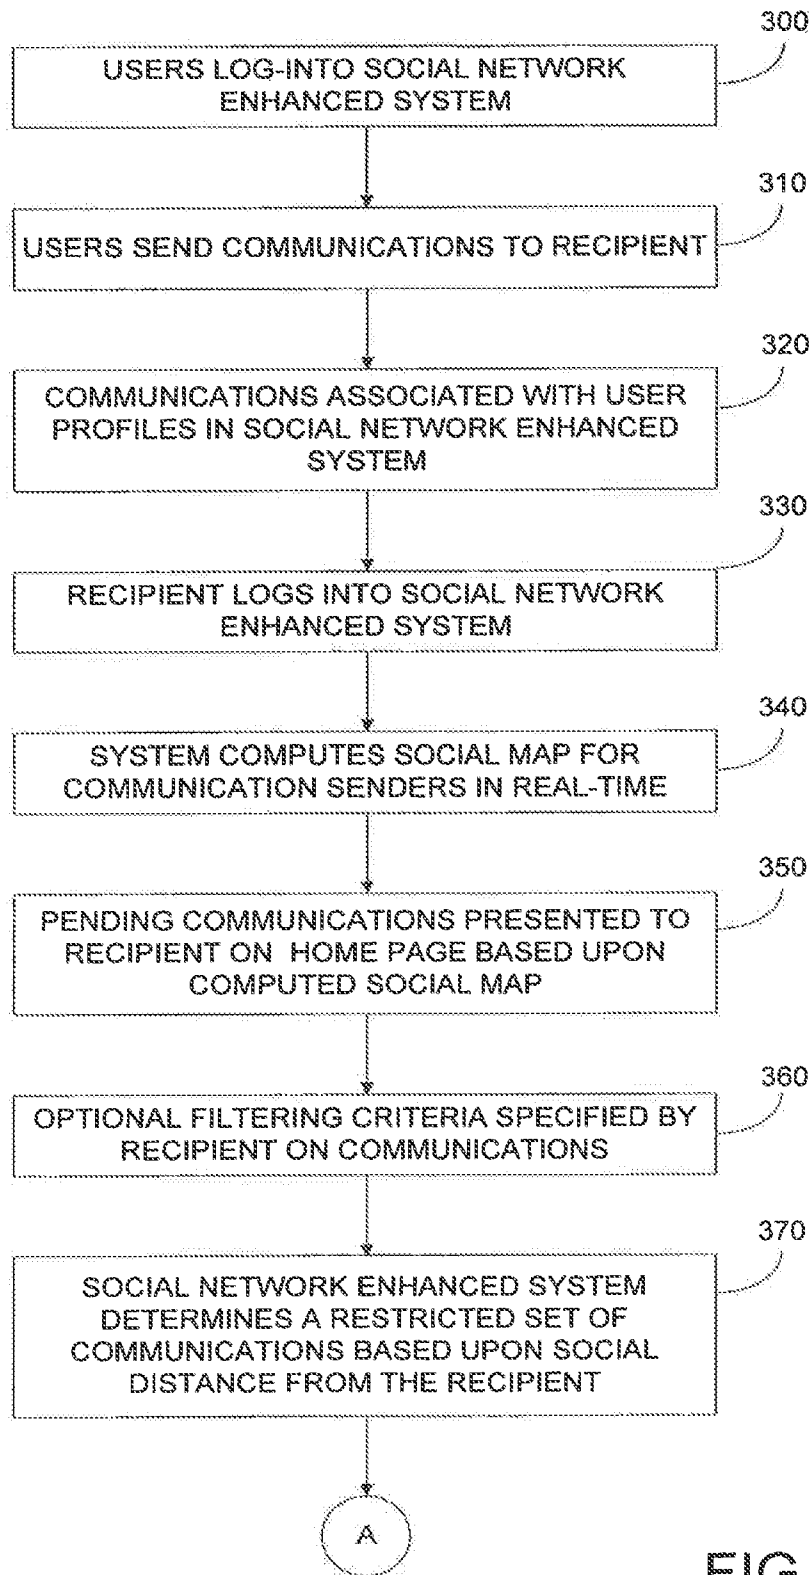 300
USERS LOG-INTO SOCIAL NETWORK
ENHANCED SYSTEM
310
USERS SEND COMMUNICATIONS TO RECIPIENT
320
COMMUNICATIONS ASSOCIATED WITH USER
PROFILES IN SOCIAL NETWORK ENHANCED
SYSTEM
330
RECIPIENT LOGS INTO SOCIAL NETWORK
ENHANCED SYSTEM
340
SYSTEM COMPUTES SOCIAL MAP FOR
COMMUNICATION SENDERS IN REAL-TIME
350
PENDING COMMUNICATIONS PRESENTED TO
RECIPIENT ON HOME PAGE BASED UPON
COMPUTED SOCIAL MAP
360
OPTIONAL FILTERING CRITERIA SPECIFIED BY
RECIPIENT ON COMMUNICATIONS
370
SOCIAL NETWORK ENHANCED SYSTEM
DETERMINES A RESTRICTED SET OF
COMMUNICATIONS BASED UPON SOCIAL
DISTANCE FROM THE RECIPIENT
A
FIG